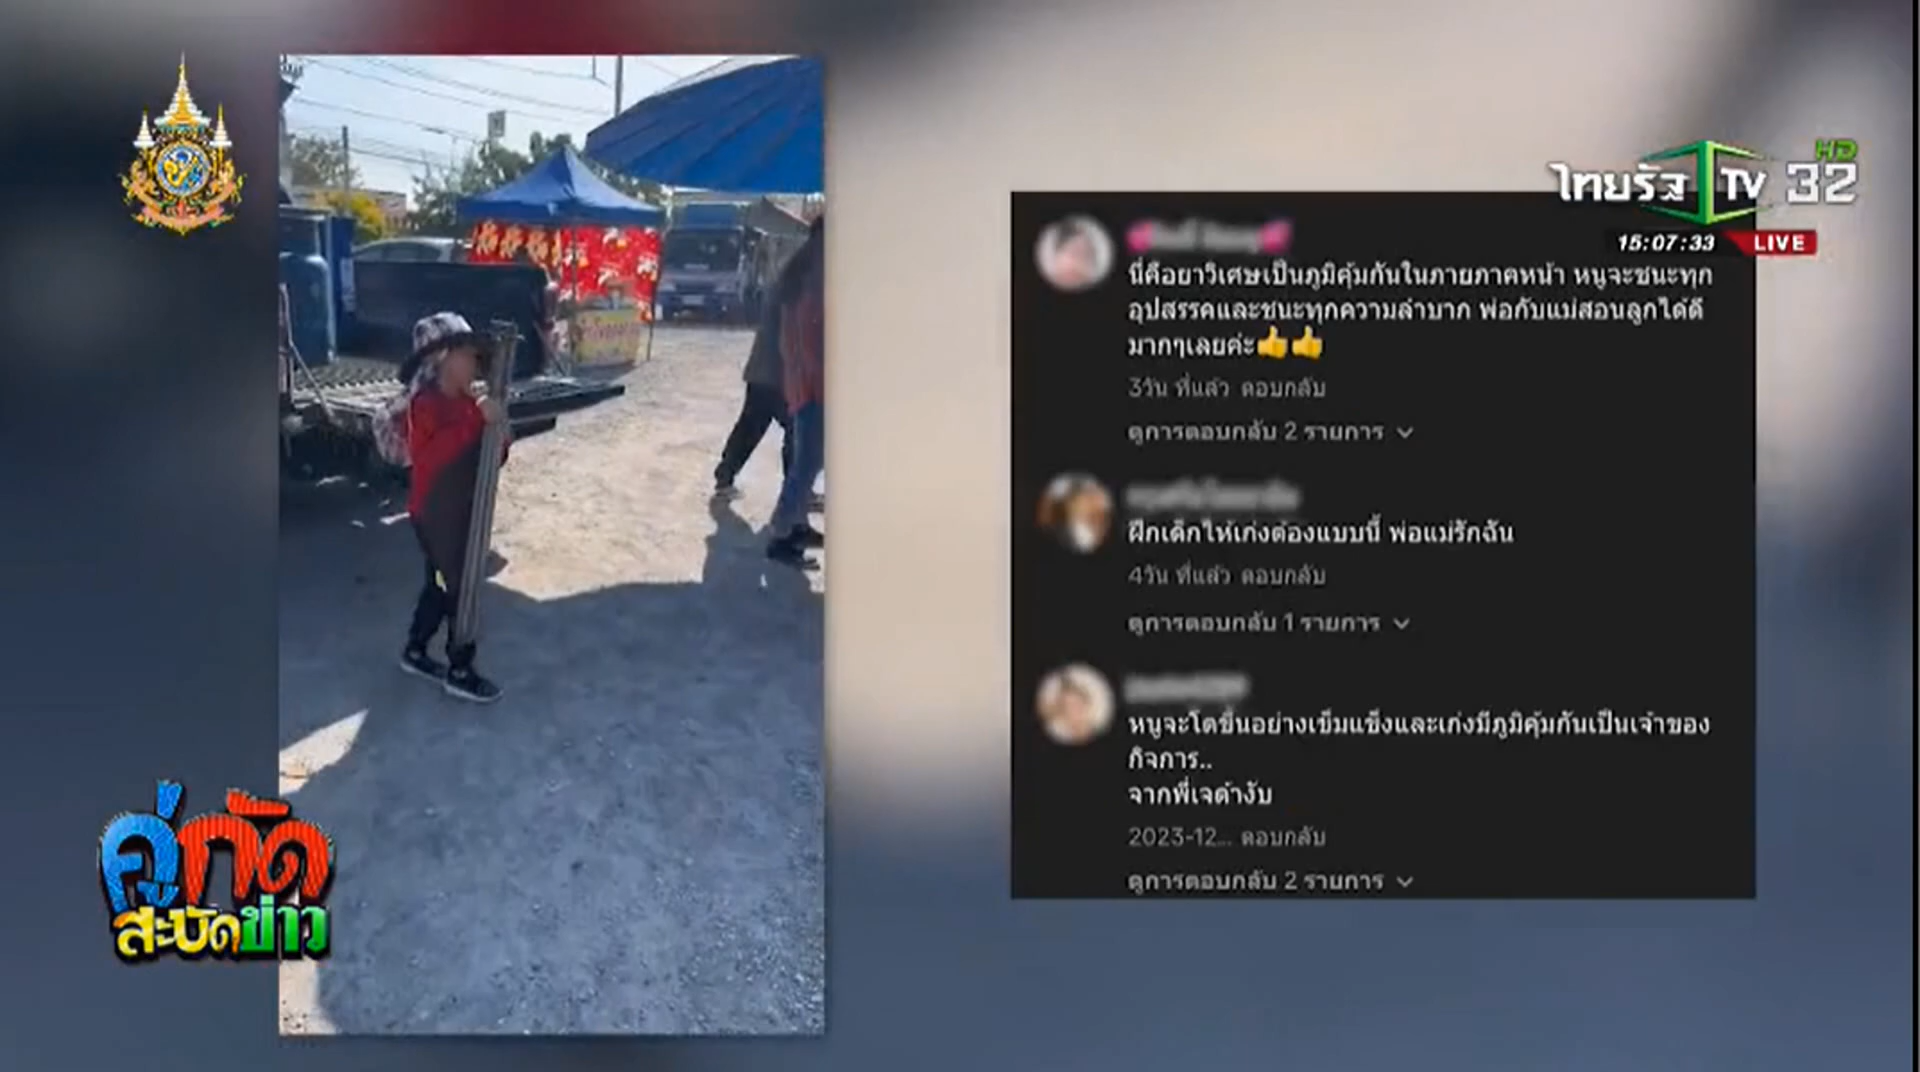 ไทยรัฐ TV 32 HD
15:07:33 LIVE
นี่คือยาวิเศษเป็นภูมิคุ้มกันในภายภาคหน้า หนูจะชนะทุก
อุปสรรคและชนะทุกความลำบาก พ่อกับแม่สอนลูกได้ดี
มากๆเลยค่ะ👍👍
3วัน ที่แล้ว ตอบกลับ
ดูการตอบกลับ 2 รายการ
ฝึกเด็กให้เก่งต้องแบบนี้ พ่อแม่รักฉัน
4วัน ที่แล้ว ตอบกลับ
ดูการตอบกลับ 1 รายการ
หนูจะโตขึ้นอย่างเข็มแข็งและเก่งมีภูมิคุ้มกันเป็นเจ้าของ
กิจการ..
จากพี่เจต๋างับ
2023-12... ตอบกลับ
ดูการตอบกลับ 2 รายการ
คู่กัด
สะบัดข่าว